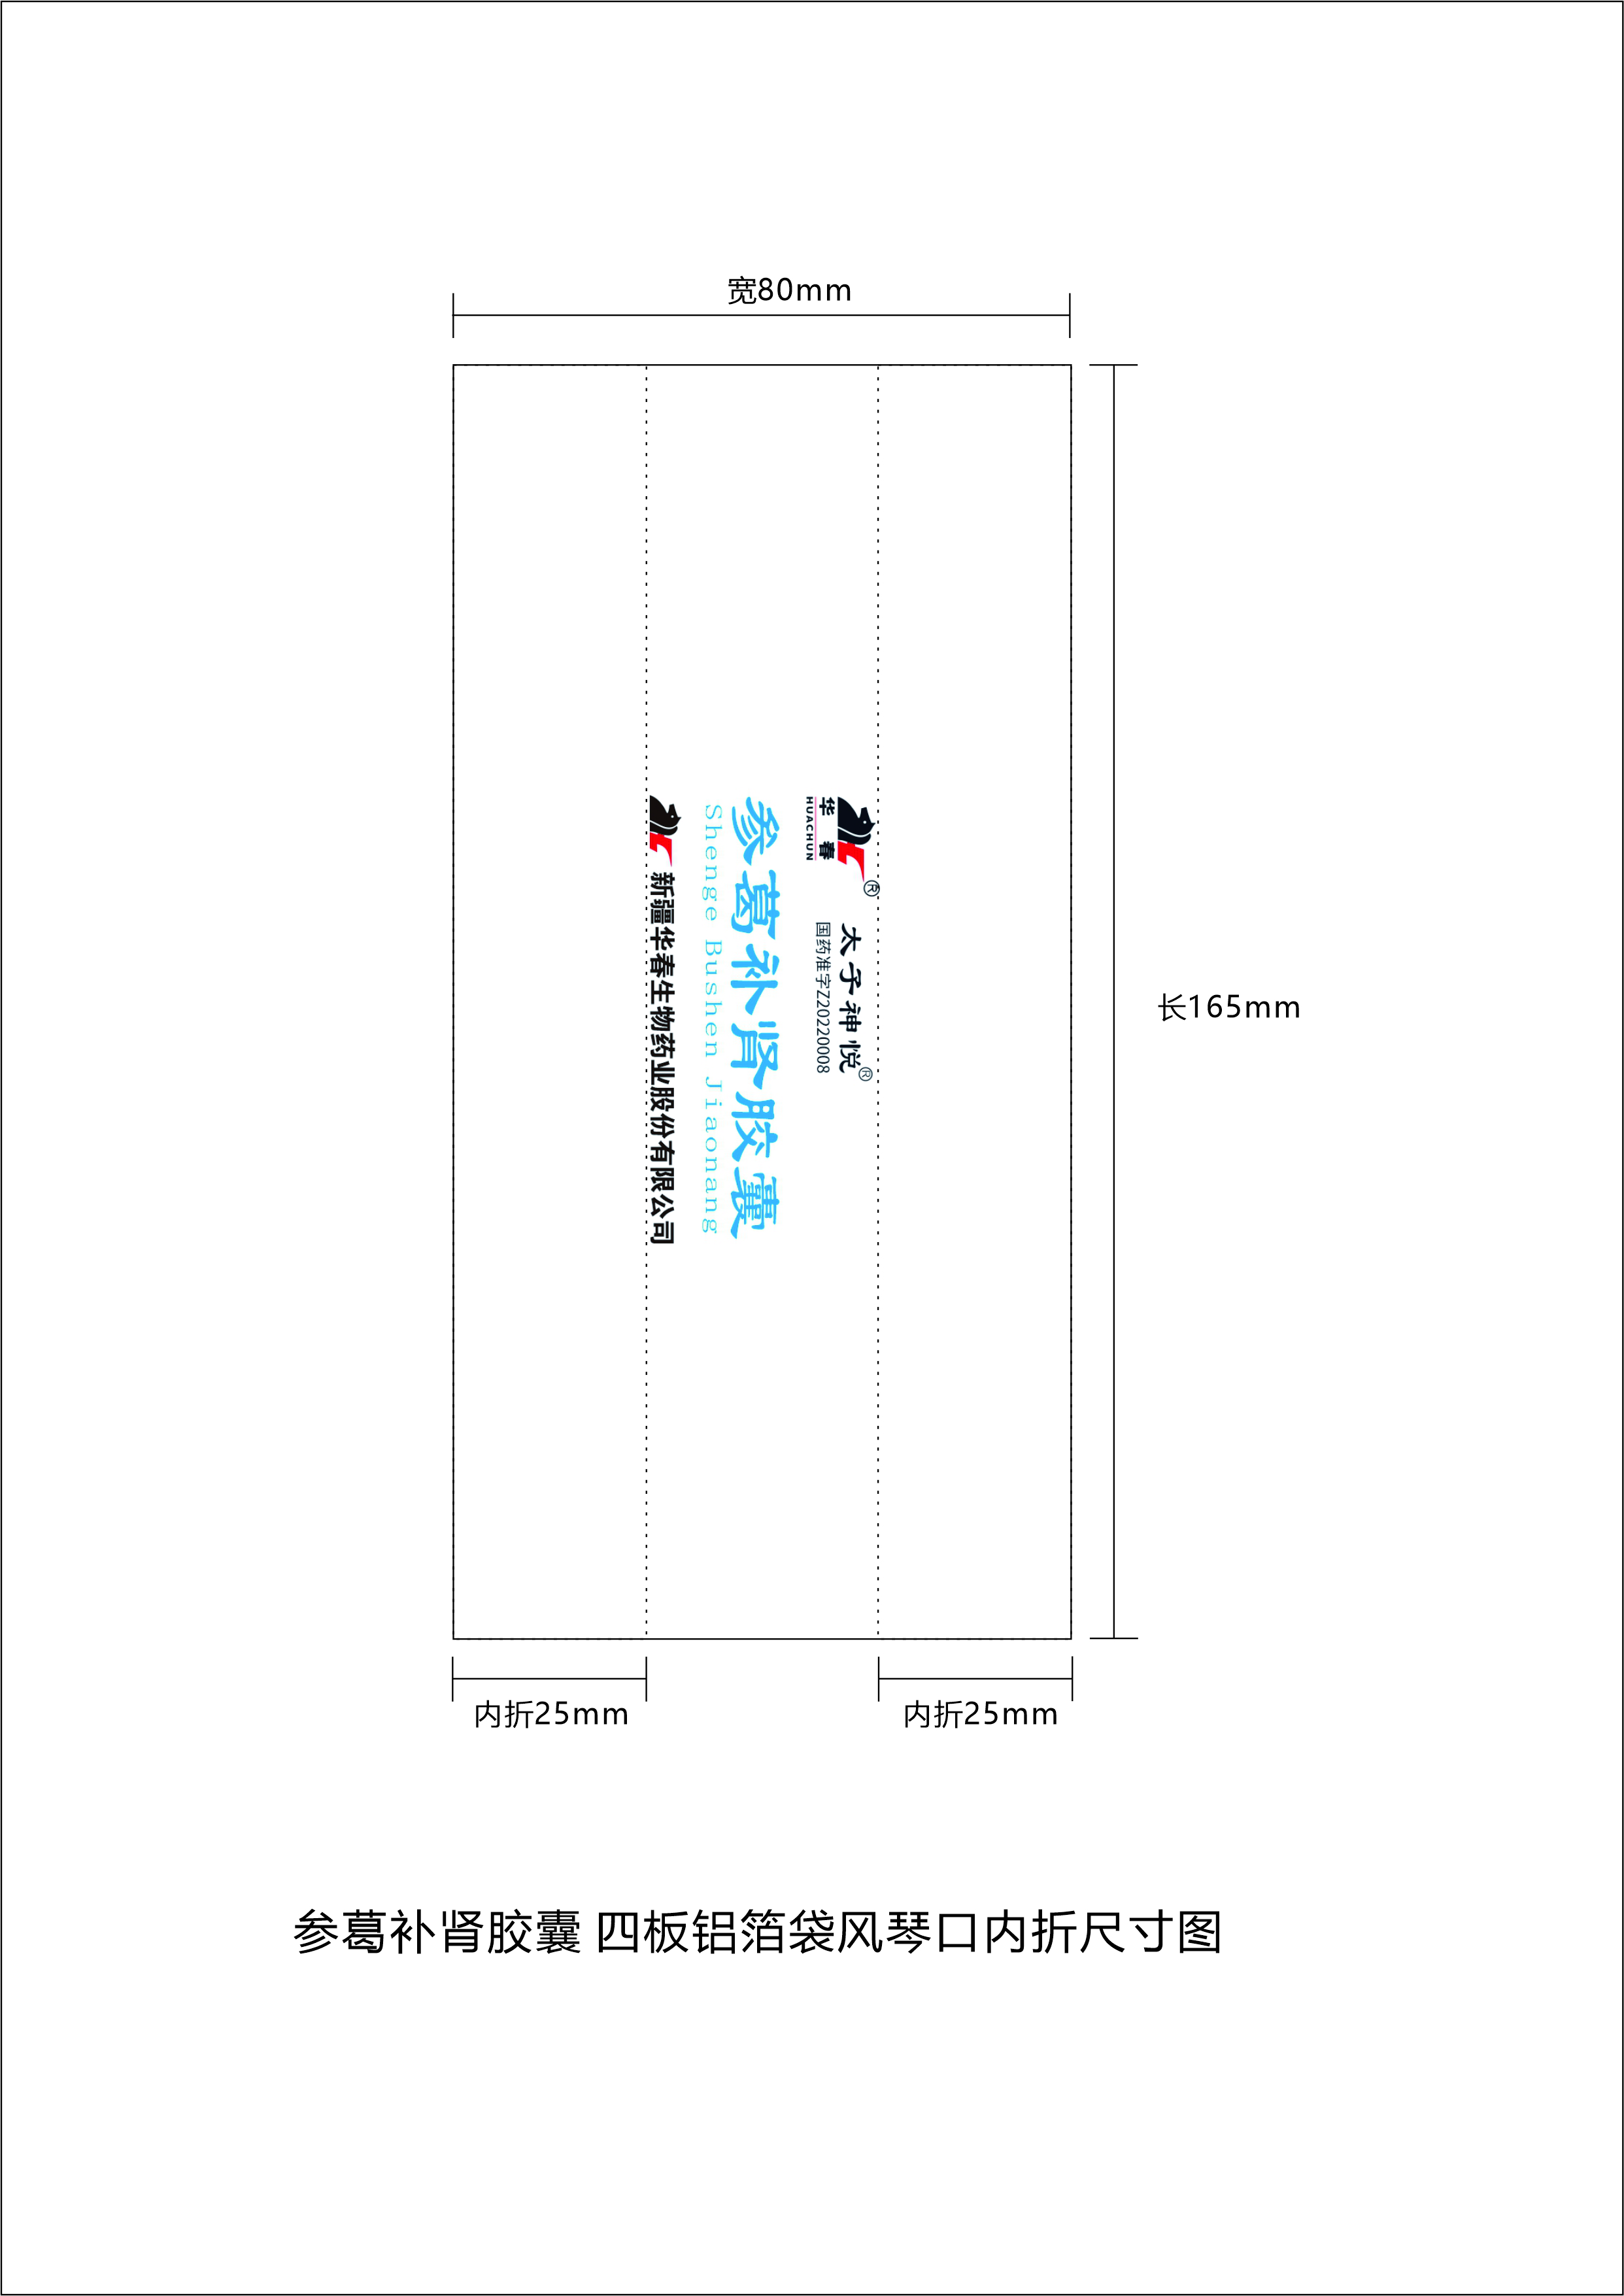 宽80mm
华春
HUACHUN
®
太子神悦®
国药准字Z20220008
参葛补肾胶囊
Shenge Bushen Jiaonang
新疆华春生物药业股份有限公司
长165mm
内折25mm
内折25mm
参葛补肾胶囊 四板铝箔袋风琴口内折尺寸图